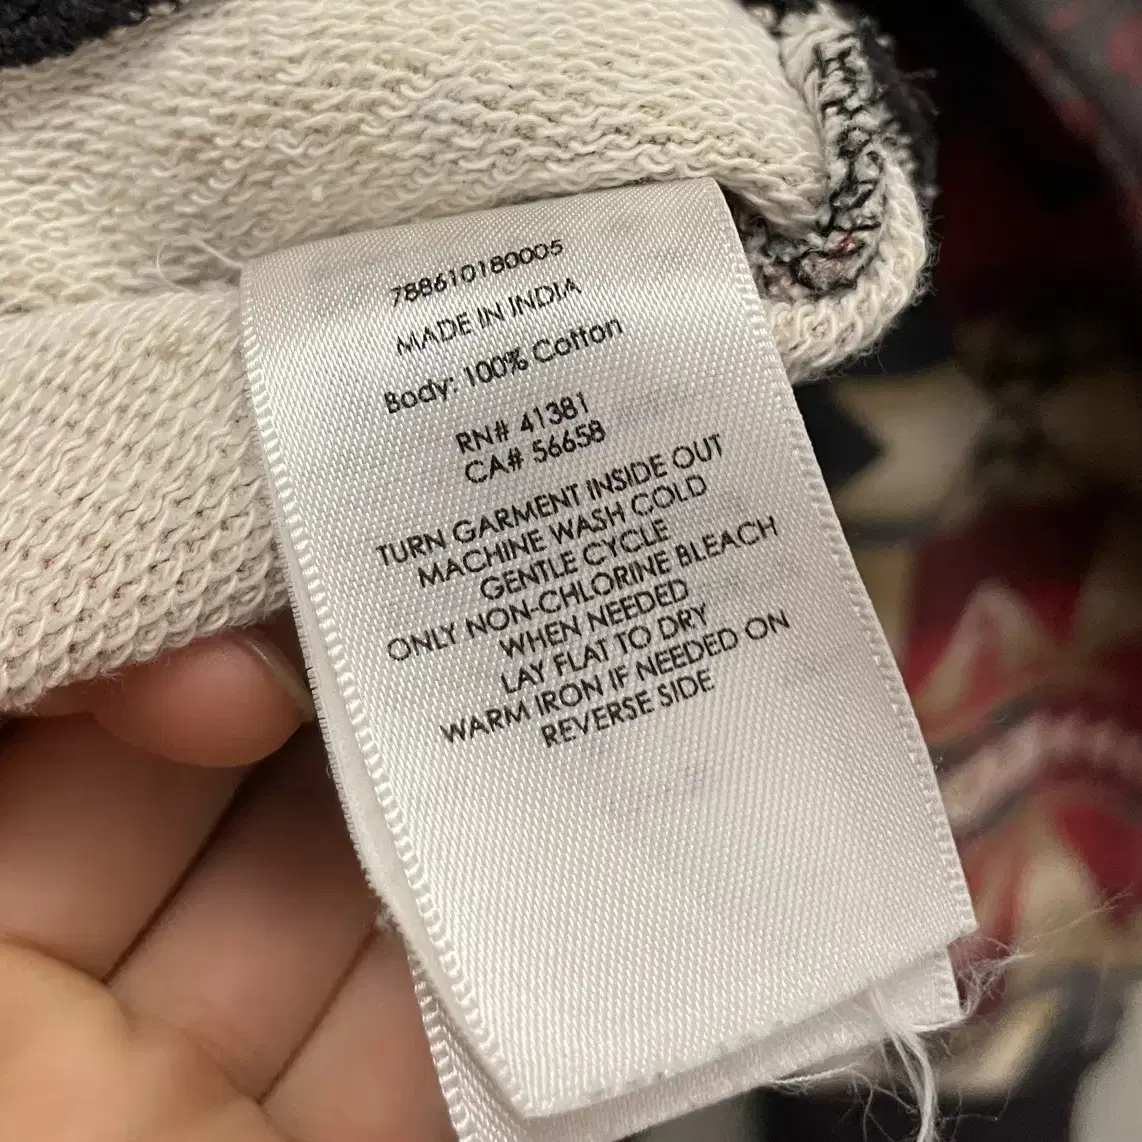 788610180005
MADE IN INDIA
Body: 100% Cotton
RN# 41381
CA# 56658
TURN GARMENT INSIDE OUT
MACHINE WASH COLD
GENTLE CYCLE
ONLY NON-CHLORINE BLEACH
WHEN NEEDED
LAY FLAT TO DRY
WARM IRON IF NEEDED ON
REVERSE SIDE